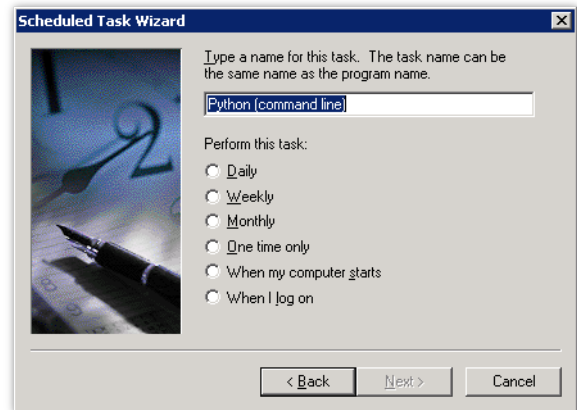 Scheduled Task Wizard
Type a name for this task. The task name can be
the same name as the program name.
Python (command line)
Perform this task:
Daily
Weekly
Monthly
One time only
When my computer starts
When I log on
< Back
Next >
Cancel